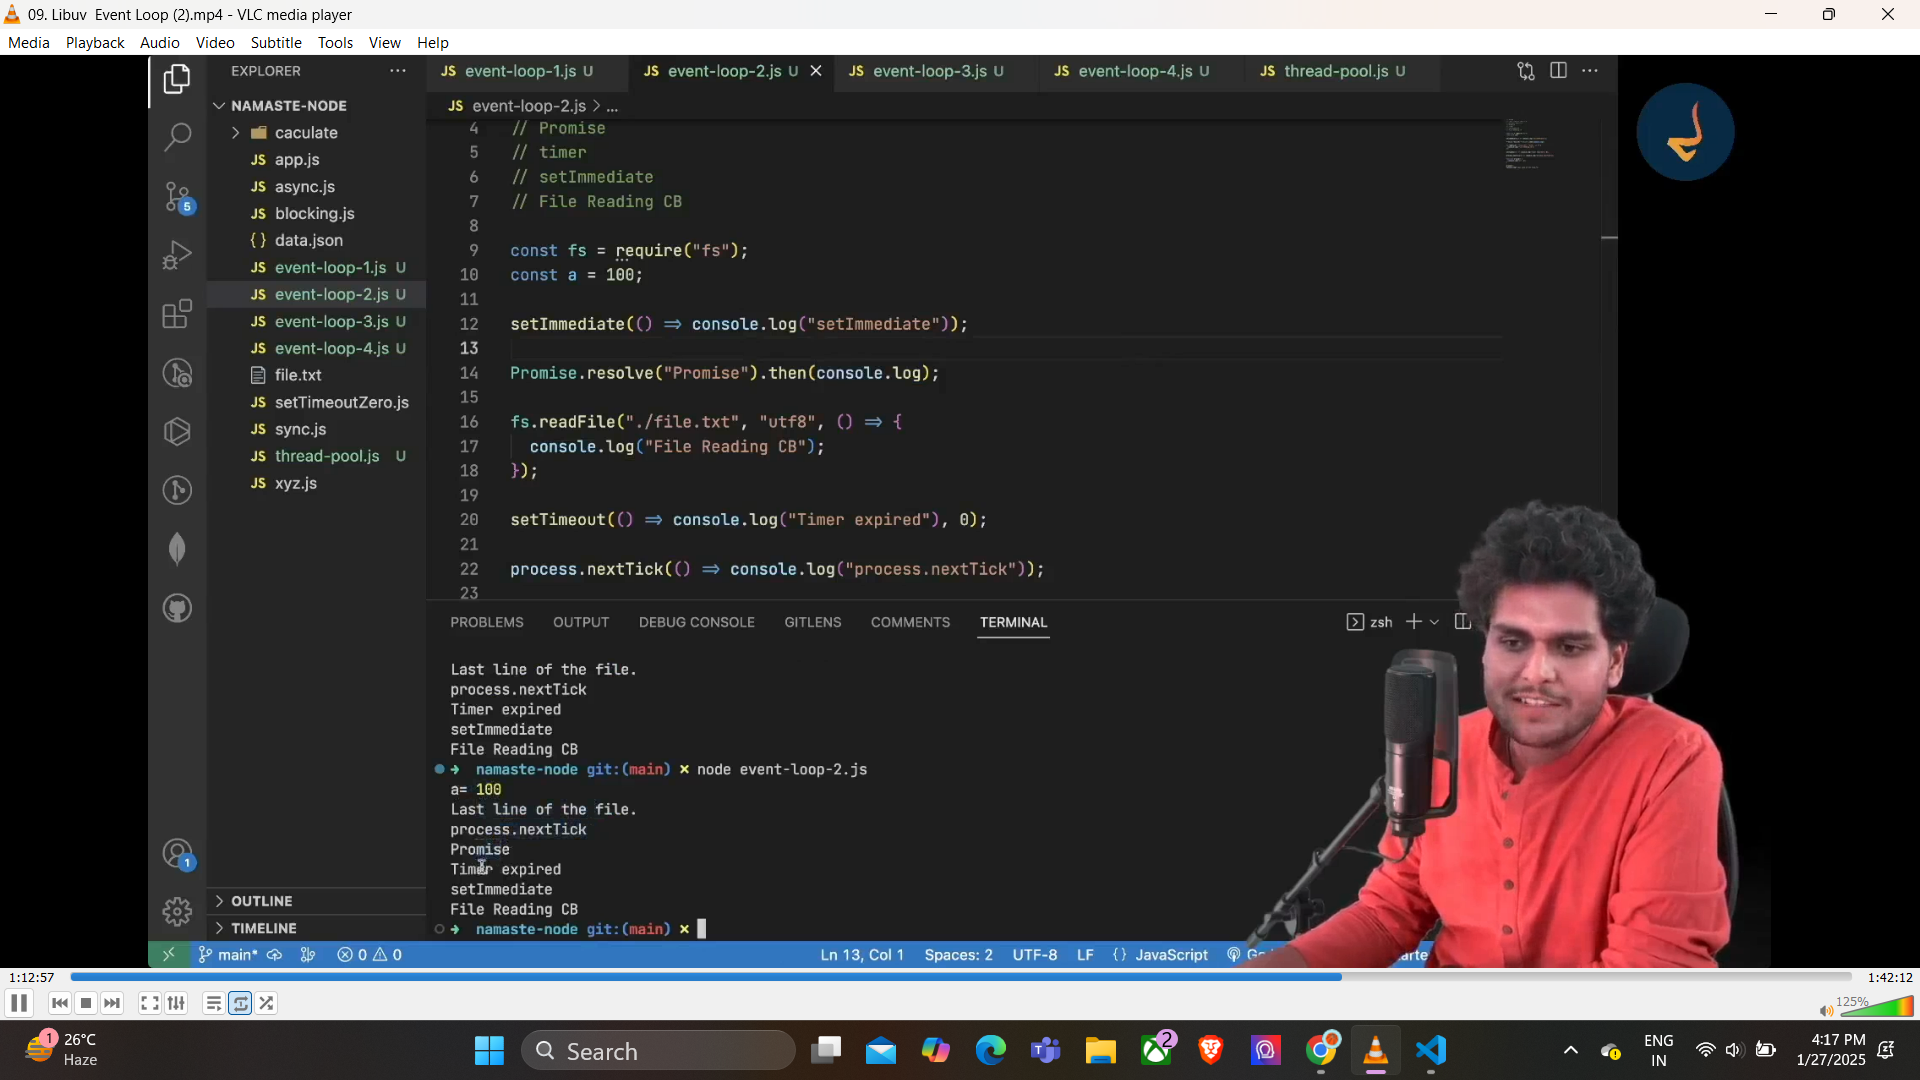 09. Libuv  Event Loop (2).mp4 - VLC media player
Media Playback Audio Video Subtitle Tools View Help
EXPLORER ...
JS event-loop-1.js U JS event-loop-2.js U JS event-loop-3.js U JS event-loop-4.js U JS thread-pool.js U
NAMASTE-NODE
JS event-loop-2.js > ...
caculate
JS app.js
JS async.js
JS blocking.js
{} data.json
JS event-loop-1.js U
JS event-loop-2.js U
JS event-loop-3.js U
JS event-loop-4.js U
file.txt
JS setTimeoutZero.js
JS sync.js
JS thread-pool.js U
JS xyz.js
5
1
OUTLINE
TIMELINE
4 // Promise
5 // timer
6 // setImmediate
7 // File Reading CB
8
9 const fs = require("fs");
10 const a = 100;
11
12 setImmediate(() => console.log("setImmediate"));
13
14 Promise.resolve("Promise").then(console.log);
15
16 fs.readFile("./file.txt", "utf8", () => {
17 console.log("File Reading CB");
18 });
19
20 setTimeout(() => console.log("Timer expired"), 0);
21
22 process.nextTick(() => console.log("process.nextTick"));
23
PROBLEMS OUTPUT DEBUG CONSOLE GITLENS COMMENTS TERMINAL zsh
Last line of the file.
process.nextTick
Timer expired
setImmediate
File Reading CB
namaste-node git:(main) × node event-loop-2.js
a= 100
Last line of the file.
process.nextTick
Promise
Timer expired
setImmediate
File Reading CB
namaste-node git:(main) ×
main* 0 0 Ln 13, Col 1 Spaces: 2 UTF-8 LF {} JavaScript
1:12:57 1:42:12
125%
1 26°C
Haze
Search
2
ENG
IN
4:17 PM
1/27/2025